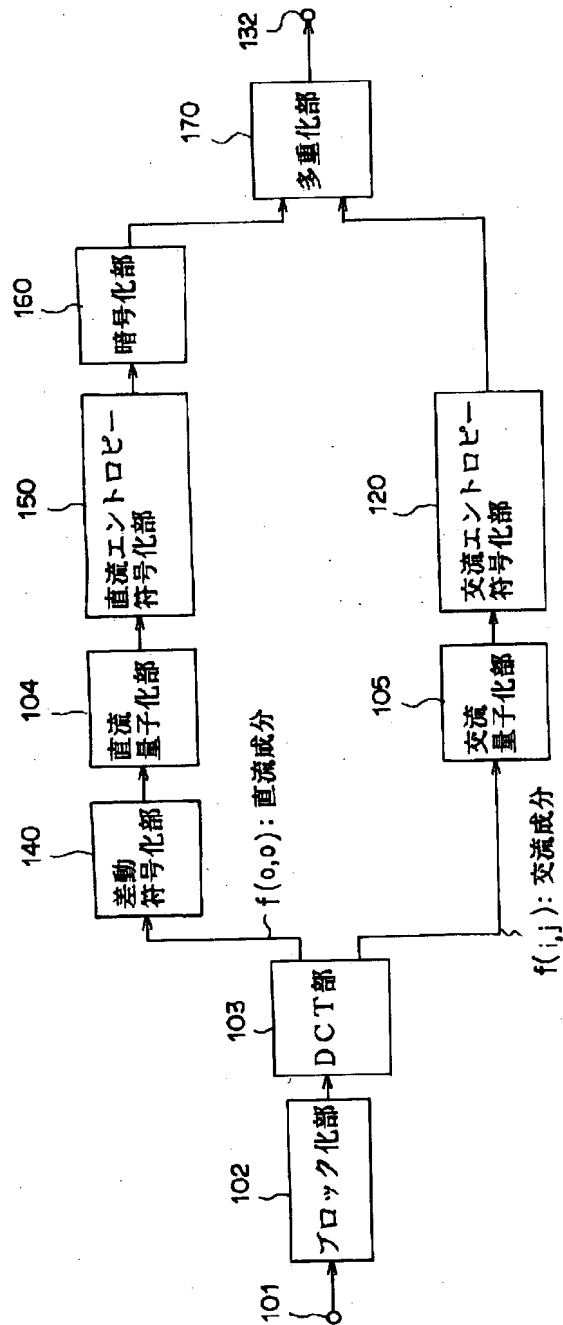 101
102
ブロック化部
103
DCT部
f(0,0): 直流成分
140
差動
符号化部
104
直流
量子化部
150
直流エントロピー
符号化部
160
暗号化部
f(i,j): 交流成分
105
交流
量子化部
120
交流エントロピー
符号化部
170
多重化部
132